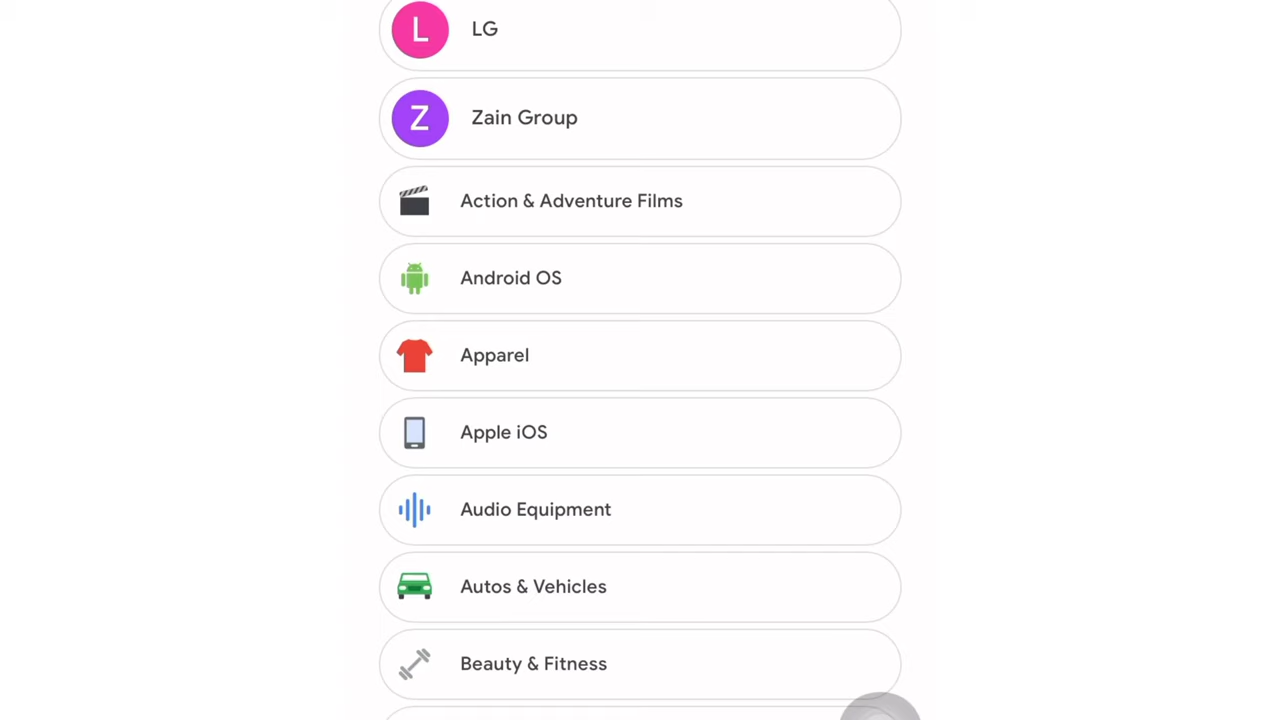 L LG
Z Zain Group
Action & Adventure Films
Android OS
Apparel
Apple iOS
Audio Equipment
Autos & Vehicles
Beauty & Fitness